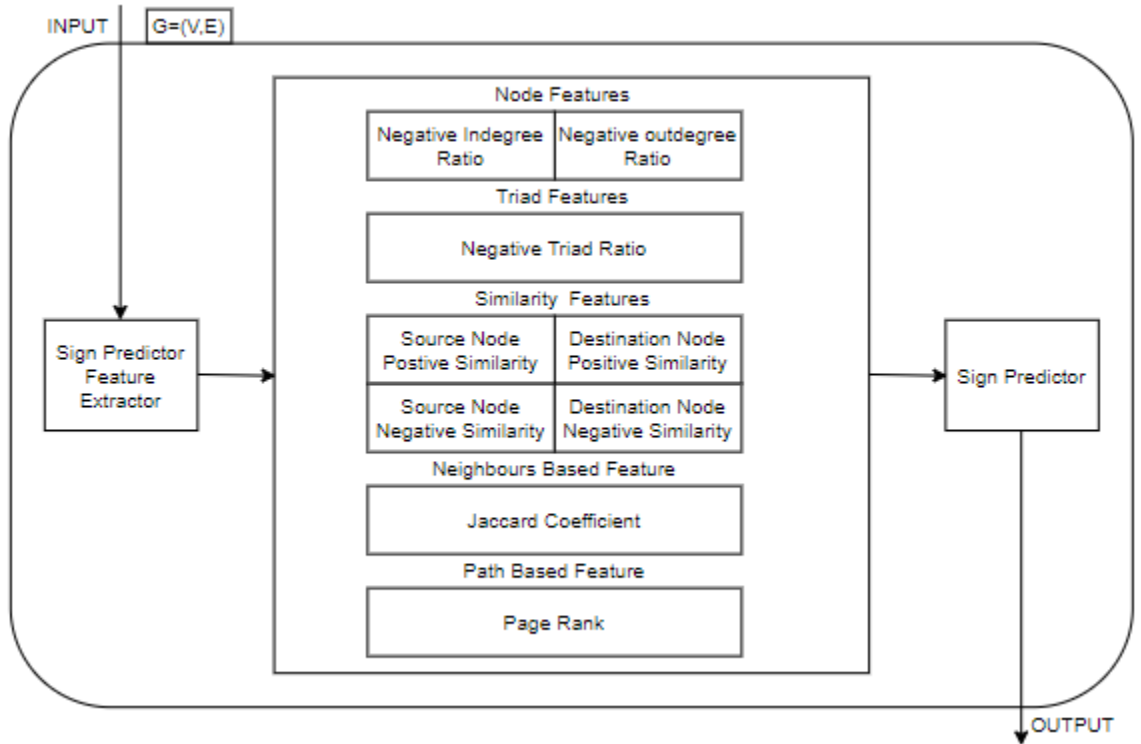 INPUT
G=(V,E)
Node Features
Negative Indegree
Ratio
Negative outdegree
Ratio
Triad Features
Negative Triad Ratio
Similarity Features
Source Node
Postive Similarity
Destination Node
Positive Similarity
Source Node
Negative Similarity
Destination Node
Negative Similarity
Neighbours Based Feature
Jaccard Coefficient
Path Based Feature
Page Rank
Sign Predictor
Feature
Extractor
Sign Predictor
OUTPUT